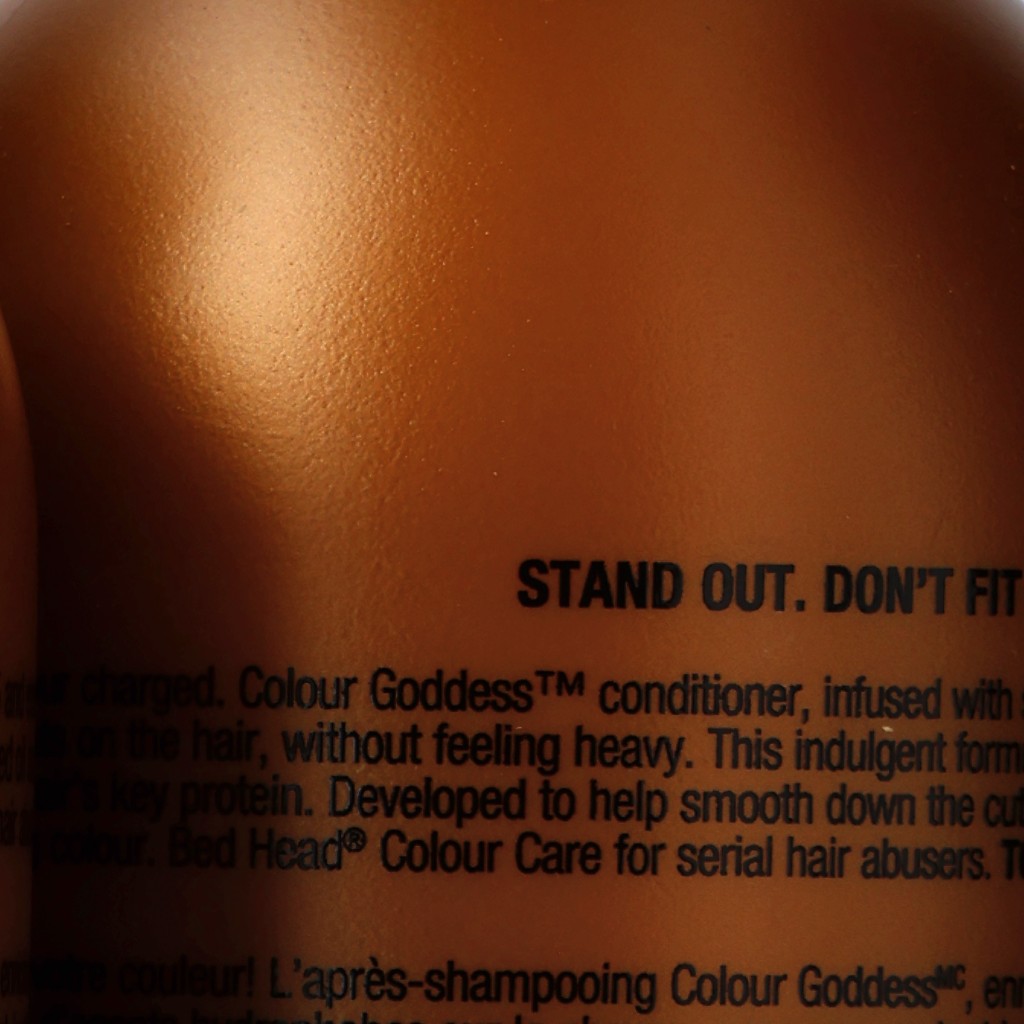 STAND OUT. DON'T FIT
charged. Colour Goddess™ conditioner, infused with
on the hair, without feeling heavy. This indulgent
key protein. Developed to help smooth down the
colour. Bed Head® Colour Care for serial hair abusers.
couleur! L'après-shampooing Colour Goddessᴹᶜ,